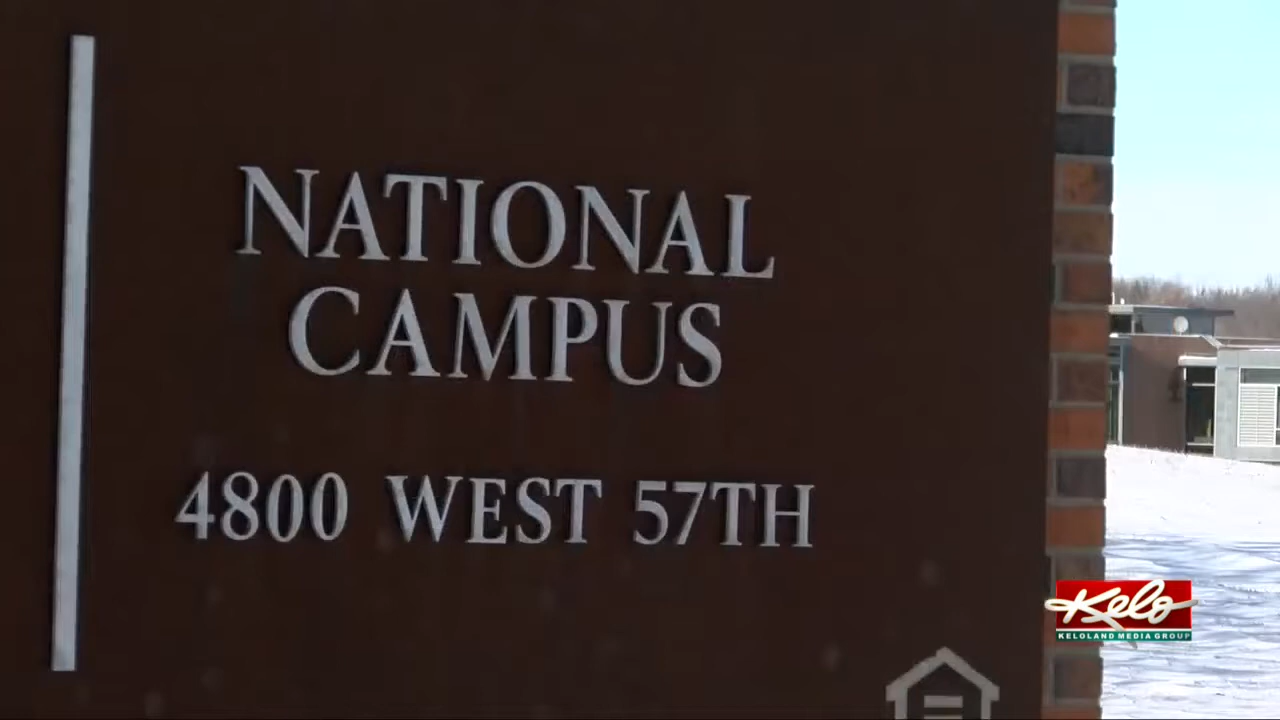 NATIONAL
CAMPUS
4800 WEST 57TH
Kelo
KELOLAND MEDIA GROUP